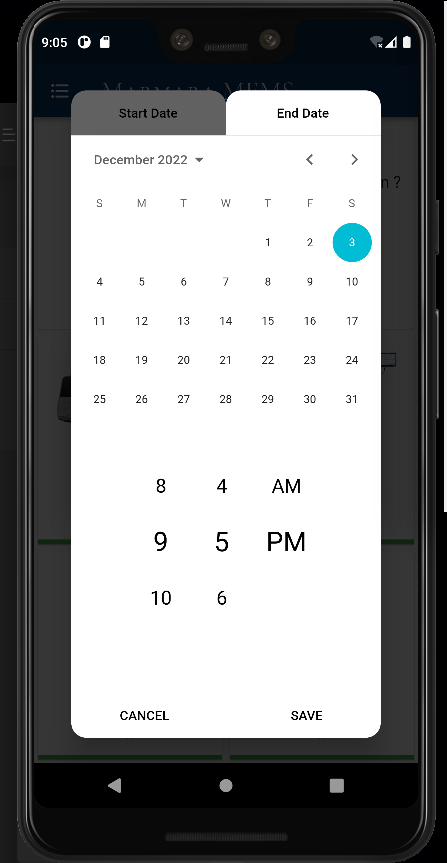 9:05
MARMARA MEMS
Start Date
End Date
December 2022
n ?
S M T W T F S
1 2 3
4 5 6 7 8 9 10
11 12 13 14 15 16 17
18 19 20 21 22 23 24
25 26 27 28 29 30 31
8 4 AM
9 5 PM
10 6
CANCEL
SAVE